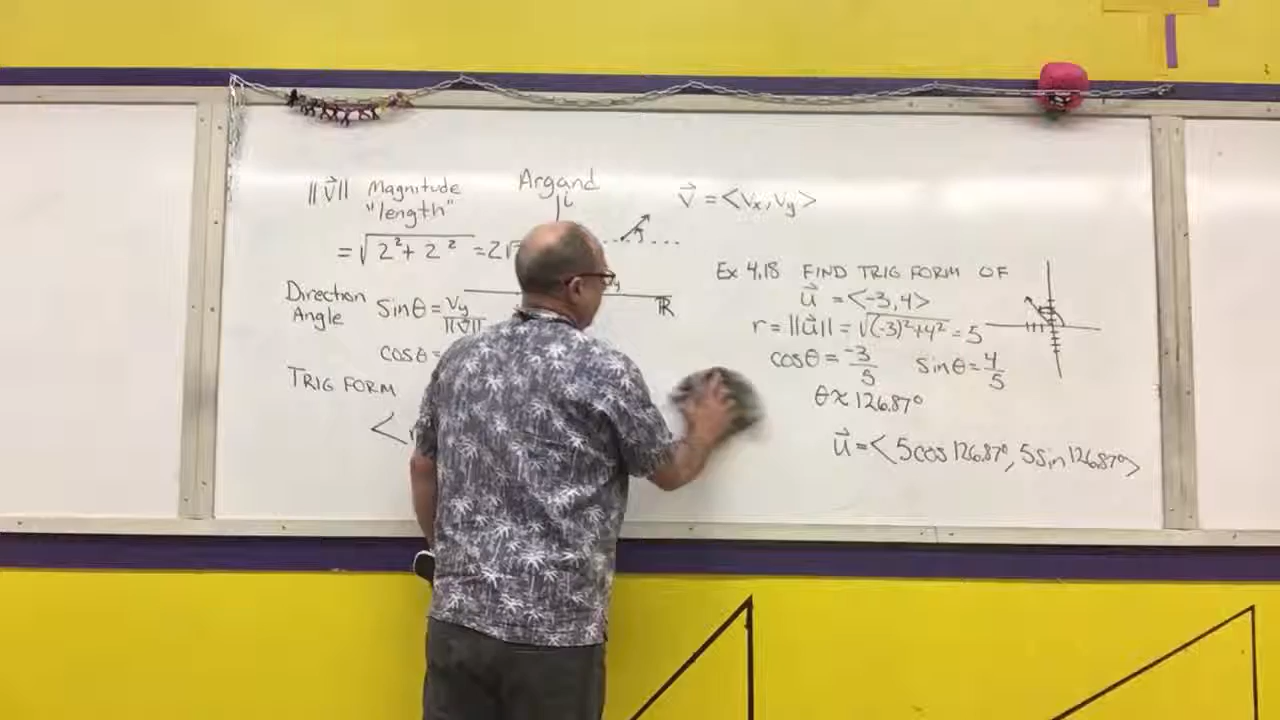 ||v⃗|| Magnitude
"length"
= √2² + 2² = 2√
Direction
Angle
sinθ = Vy
||v⃗||
cosθ =
TRIG FORM
<
Argand
i
R
v⃗ = <Vx, Vy>
Ex 4.18 FIND TRIG FORM OF
u⃗ = <-3, 4>
r = ||u⃗|| = √(-3)²+4² = 5
cosθ = -3/5 sinθ = 4/5
θ ≈ 126.87°
u⃗ = <5cos 126.87°, 5sin 126.87°>